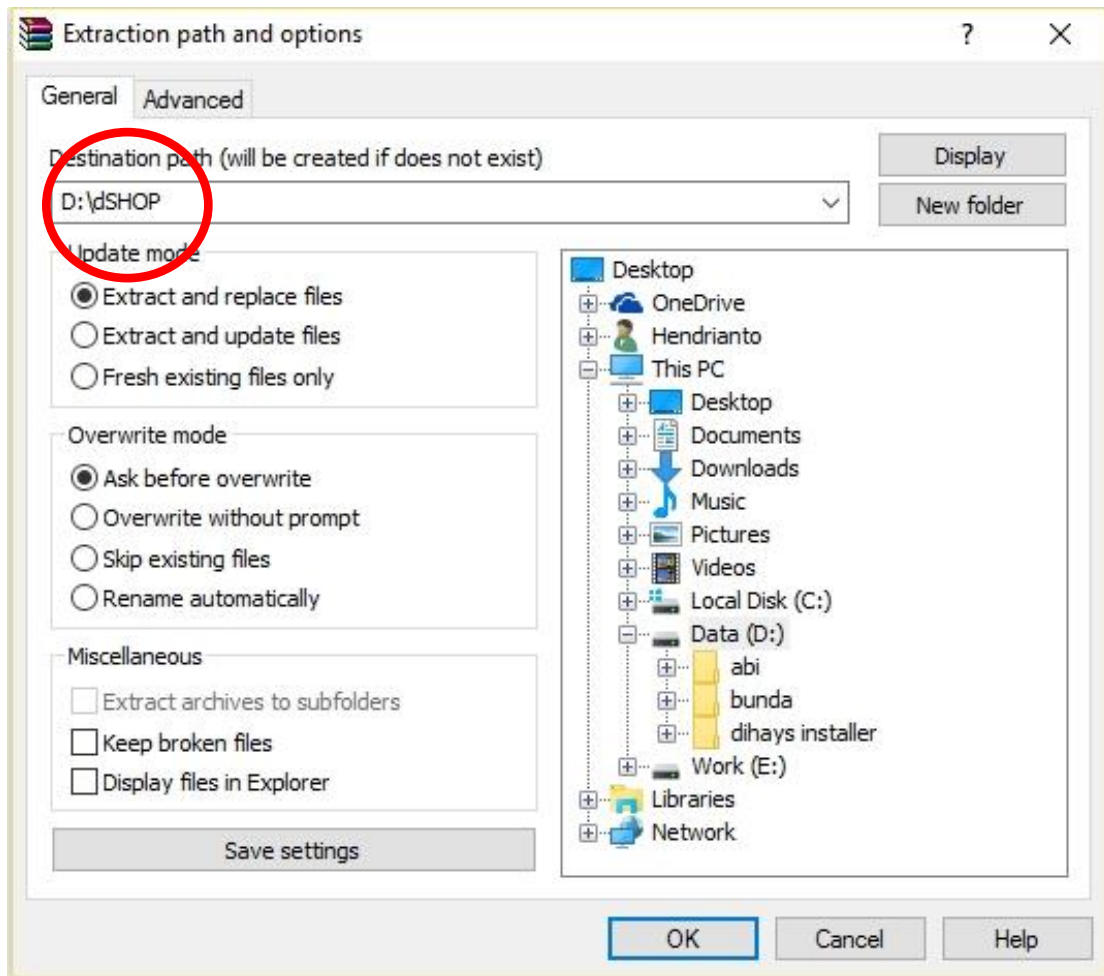 Extraction path and options
General
Advanced
Destination path (will be created if does not exist)
D:\dSHOP
Display
New folder
Update mode
Extract and replace files
Extract and update files
Fresh existing files only
Overwrite mode
Ask before overwrite
Overwrite without prompt
Skip existing files
Rename automatically
Miscellaneous
Extract archives to subfolders
Keep broken files
Display files in Explorer
Save settings
Desktop
OneDrive
Hendrianto
This PC
Desktop
Documents
Downloads
Music
Pictures
Videos
Local Disk (C:)
Data (D:)
abi
bunda
dihays installer
Work (E:)
Libraries
Network
OK
Cancel
Help